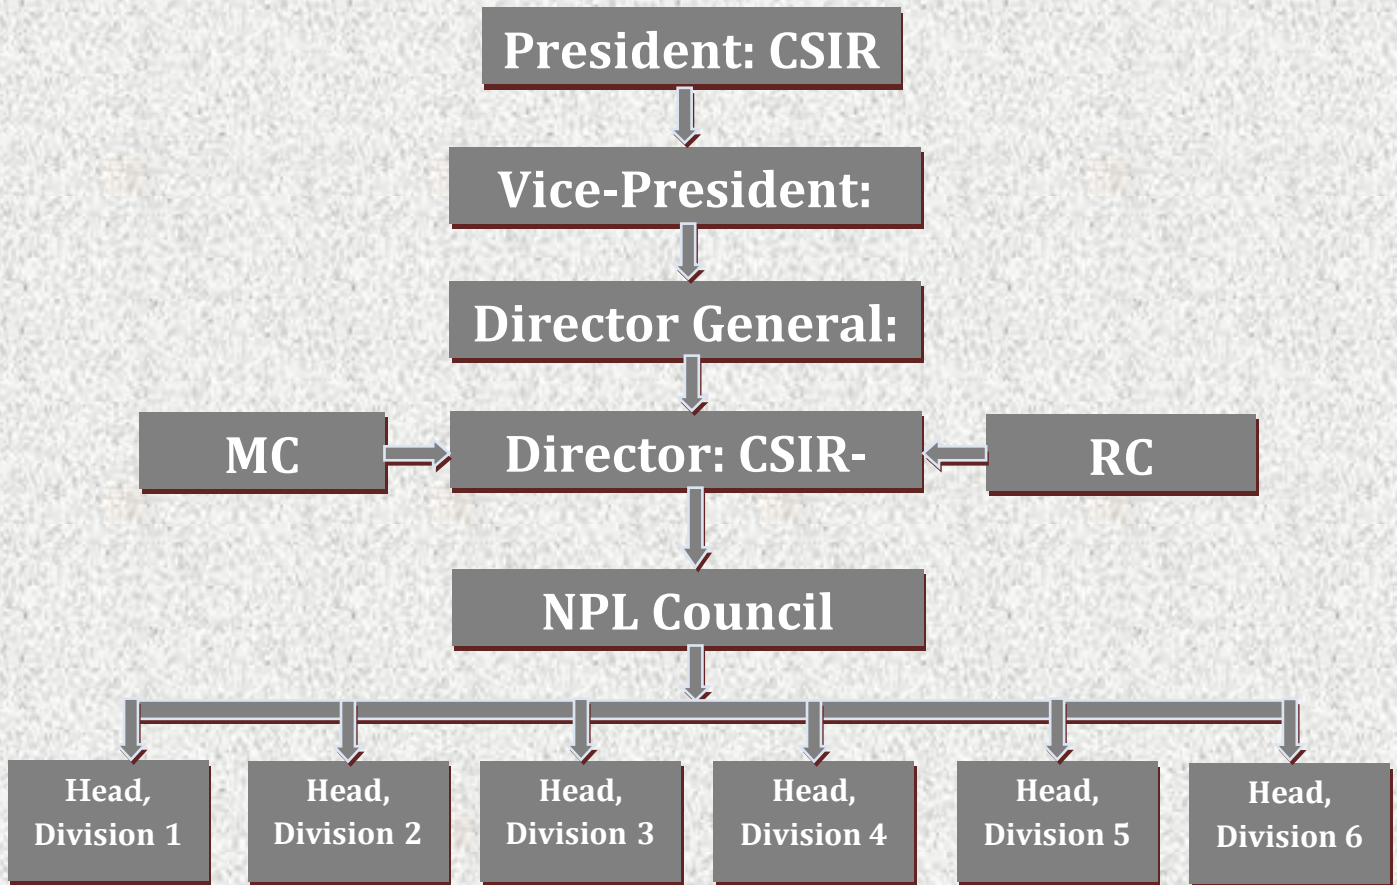 President: CSIR
Vice-President:
Director General:
MC
Director: CSIR-
RC
NPL Council
Head,
Division 1
Head,
Division 2
Head,
Division 3
Head,
Division 4
Head,
Division 5
Head,
Division 6